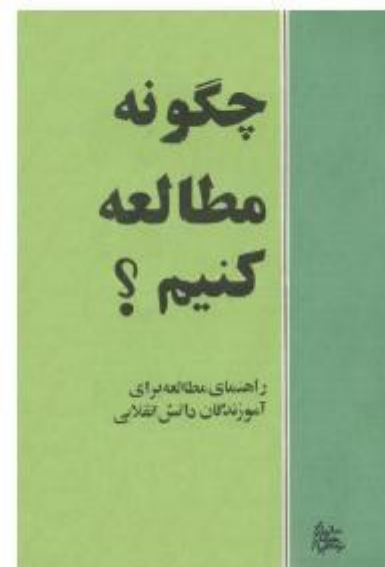 چگونه
مطالعه
کنیم ؟
راهنمای مطالعه برای
آموزندگان دانش انقلابی